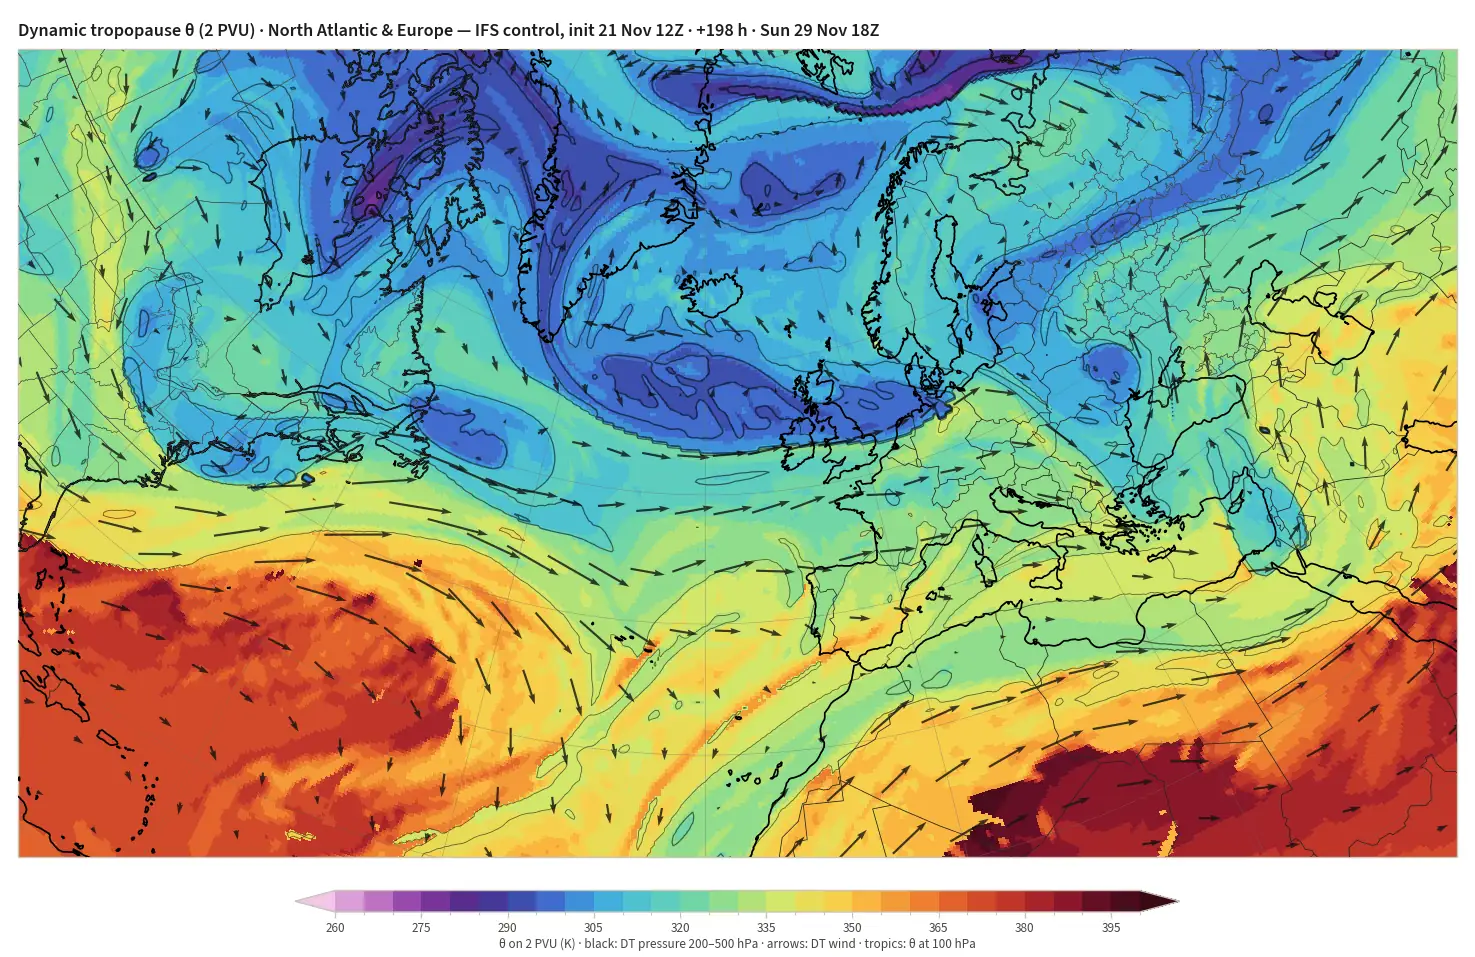 Dynamic tropopause θ (2 PVU) · North Atlantic & Europe — IFS control, init 21 Nov 12Z · +198 h · Sun 29 Nov 18Z
260 275 290 305 320 335 350 365 380 395
θ on 2 PVU (K) · black: DT pressure 200–500 hPa · arrows: DT wind · tropics: θ at 100 hPa